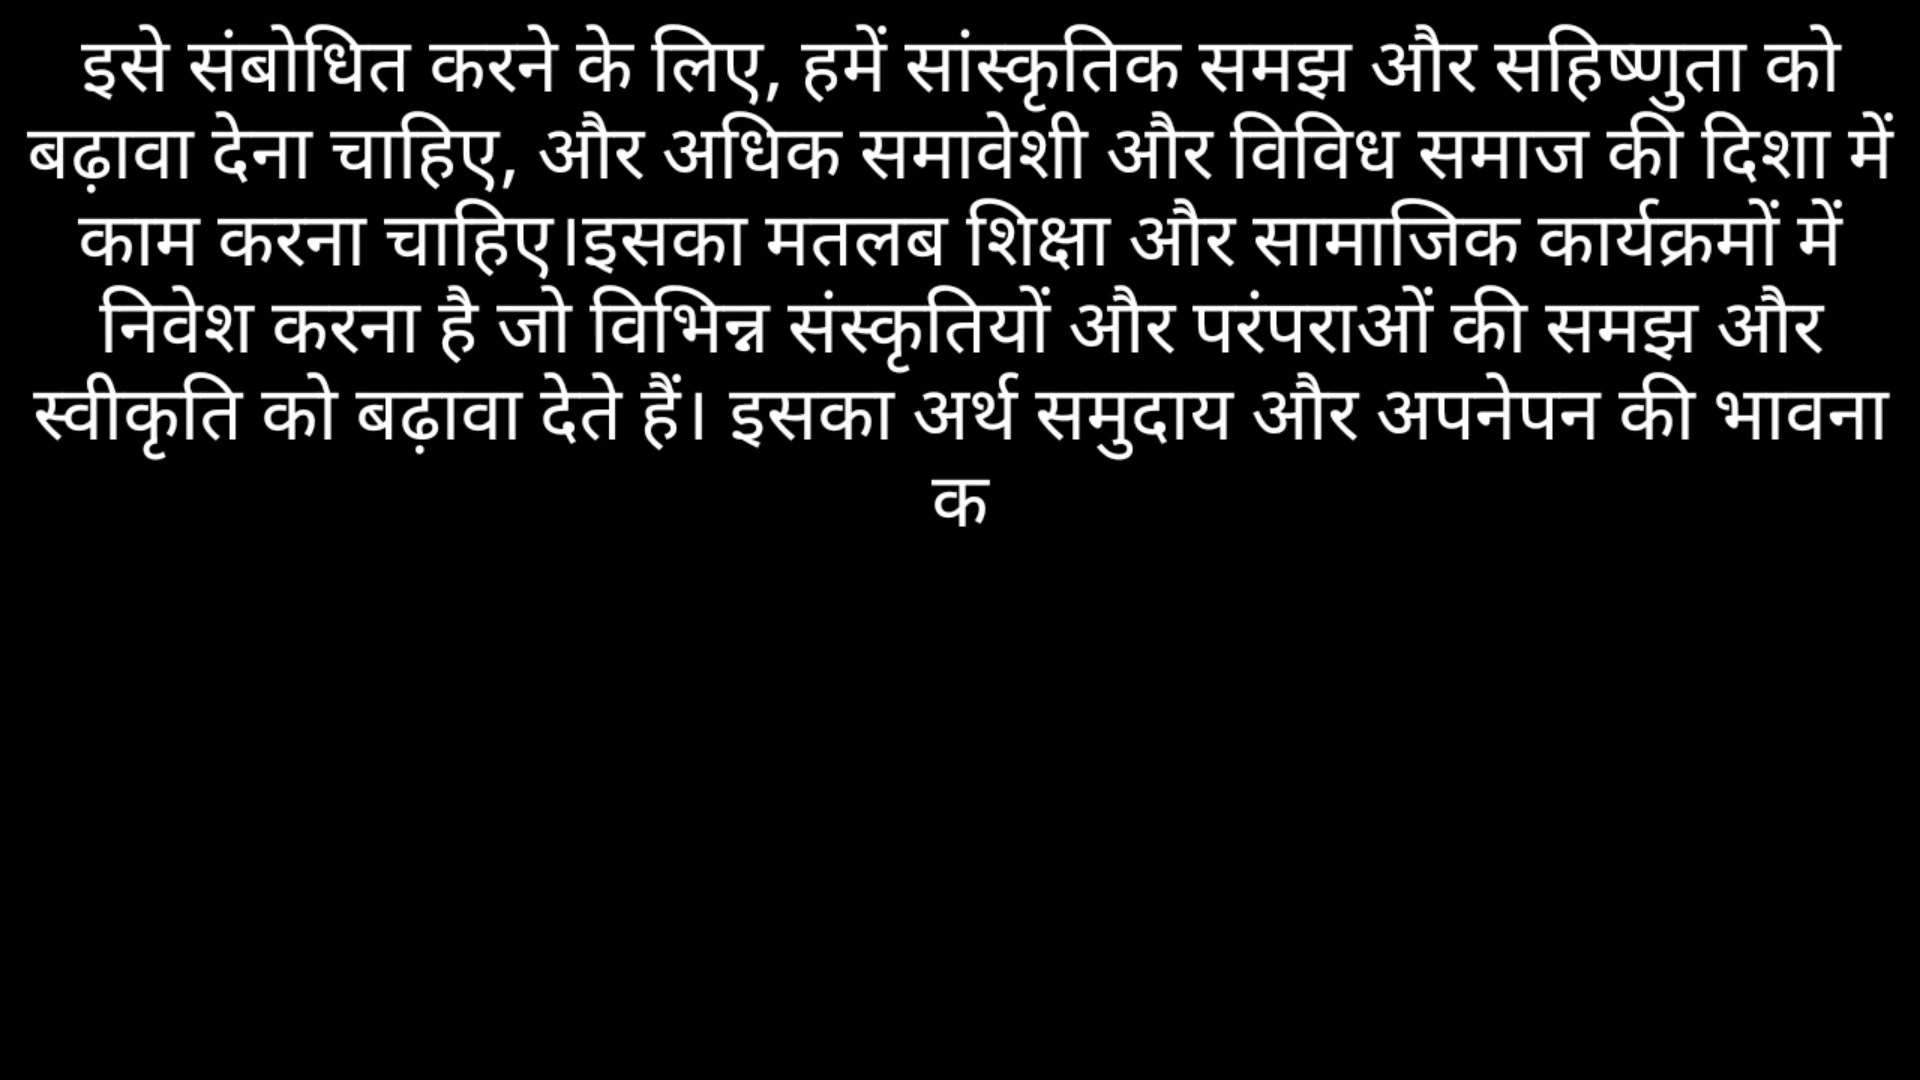 इसे संबोधित करने के लिए, हमें सांस्कृतिक समझ और सहिष्णुता को
बढ़ावा देना चाहिए, और अधिक समावेशी और विविध समाज की दिशा में
काम करना चाहिए।इसका मतलब शिक्षा और सामाजिक कार्यक्रमों में
निवेश करना है जो विभिन्न संस्कृतियों और परंपराओं की समझ और
स्वीकृति को बढ़ावा देते हैं। इसका अर्थ समुदाय और अपनेपन की भावना
क